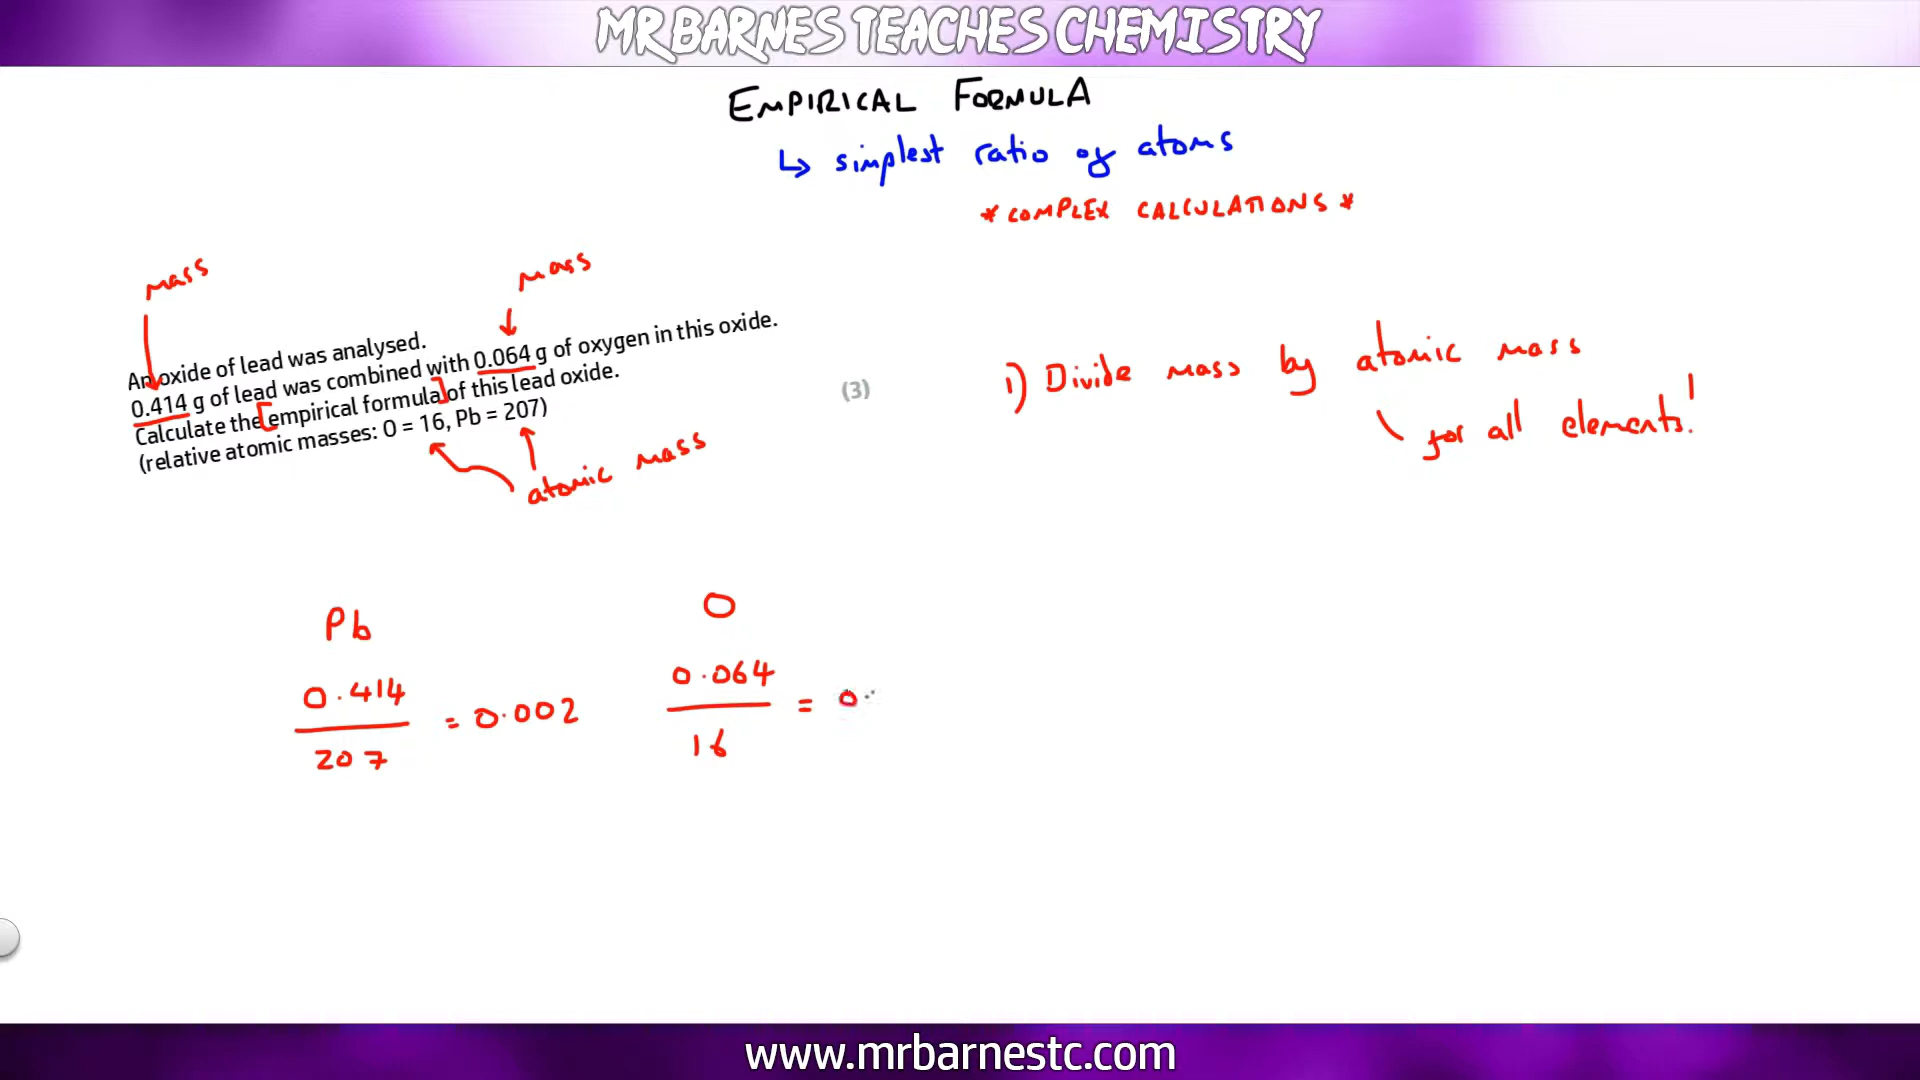 MR BARNES TEACHES CHEMISTRY
EMPIRICAL FORMULA
↳ simplest ratio of atoms
* COMPLEX CALCULATIONS *
mass
mass
An oxide of lead was analysed.
0.414 g of lead was combined with 0.064 g of oxygen in this oxide.
Calculate the [empirical formula] of this lead oxide.
(relative atomic masses: O = 16, Pb = 207)
(3)
atomic mass
1) Divide mass by atomic mass
for all elements!
Pb
0.414
207
= 0.002
O
0.064
16
= 0.
www.mrbarnestc.com